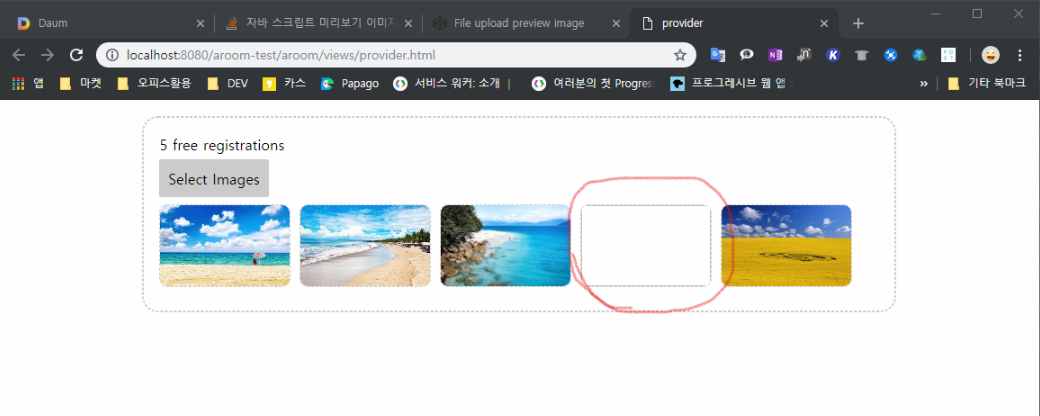 Daum
자바 스크립트 미리보기 이미지
File upload preview image
provider
localhost:8080/aroom-test/aroom/views/provider.html
앱
마켓
오피스활용
DEV
카스
Papago
서비스 워커: 소개 |
여러분의 첫 Progres
프로그레시브 웹 앱
»
기타 북마크
5 free registrations
Select Images